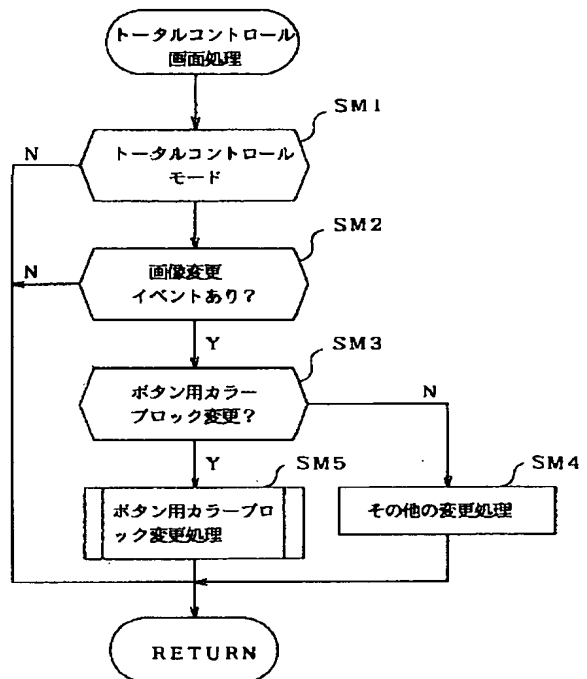 トータルコントロール
画面処理
SM1
N
トータルコントロール
モード
SM2
N
画像変更
イベントあり？
Y
SM3
ボタン用カラー
ブロック変更？
N
Y
SM5
SM4
ボタン用カラーブロ
ック変更処理
その他の変更処理
RETURN